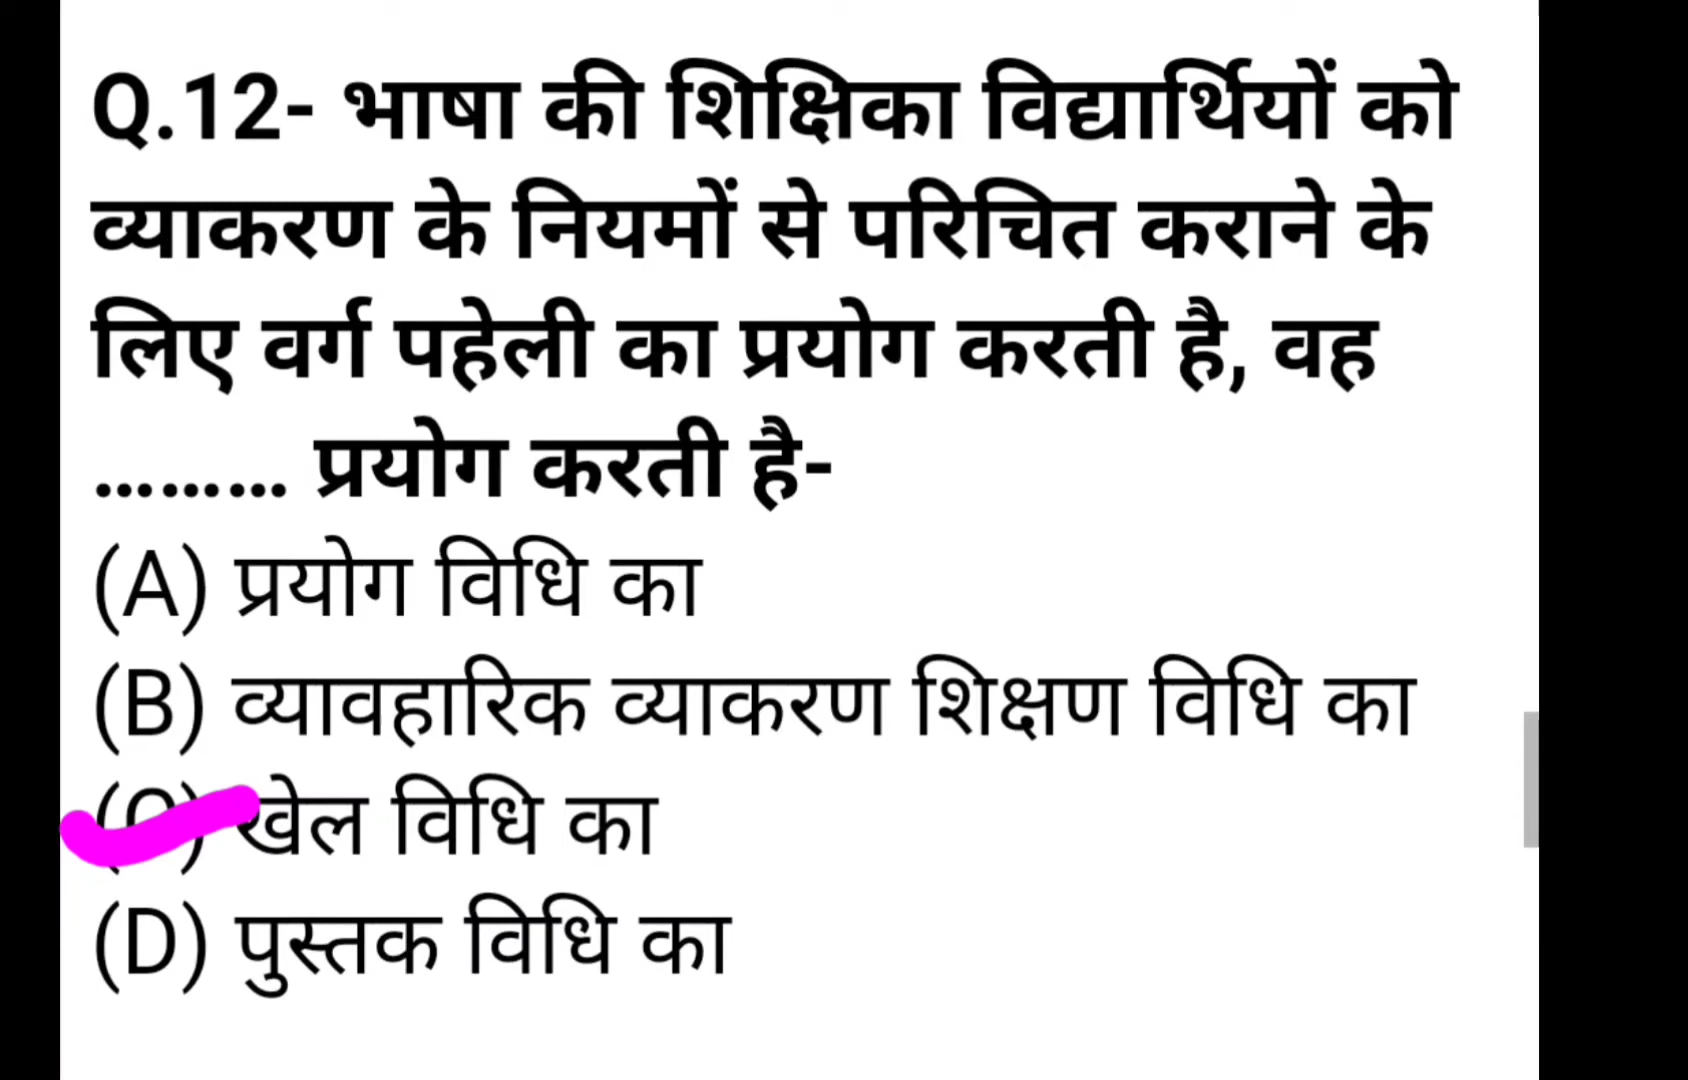 Q.12- भाषा की शिक्षिका विद्यार्थियों को
व्याकरण के नियमों से परिचित कराने के
लिए वर्ग पहेली का प्रयोग करती है, वह
......... प्रयोग करती है-
(A) प्रयोग विधि का
(B) व्यावहारिक व्याकरण शिक्षण विधि का
(C) खेल विधि का
(D) पुस्तक विधि का